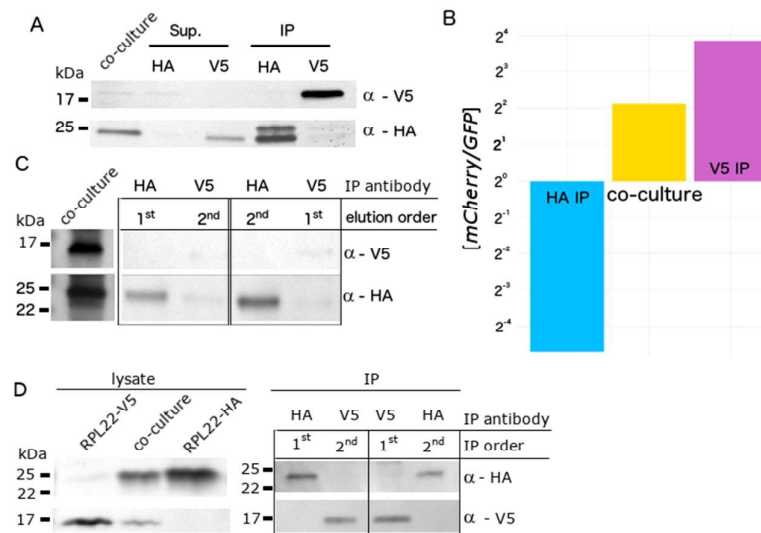 A
co-culture
Sup.
IP
HA
V5
HA
V5
kDa
17
α - V5
25
α - HA
B
[mCherry/GFP]
2⁴
2³
2²
2¹
2⁰
2⁻¹
2⁻²
2⁻³
2⁻⁴
HA IP
co-culture
V5 IP
C
co-culture
HA
V5
HA
V5
IP antibody
1st
2nd
2nd
1st
elution order
kDa
17
α - V5
25
22
α - HA
D
lysate
RPL22-V5
co-culture
RPL22-HA
IP
HA
V5
V5
HA
IP antibody
1st
2nd
1st
2nd
IP order
kDa
25
22
17
25
22
α - HA
17
α - V5